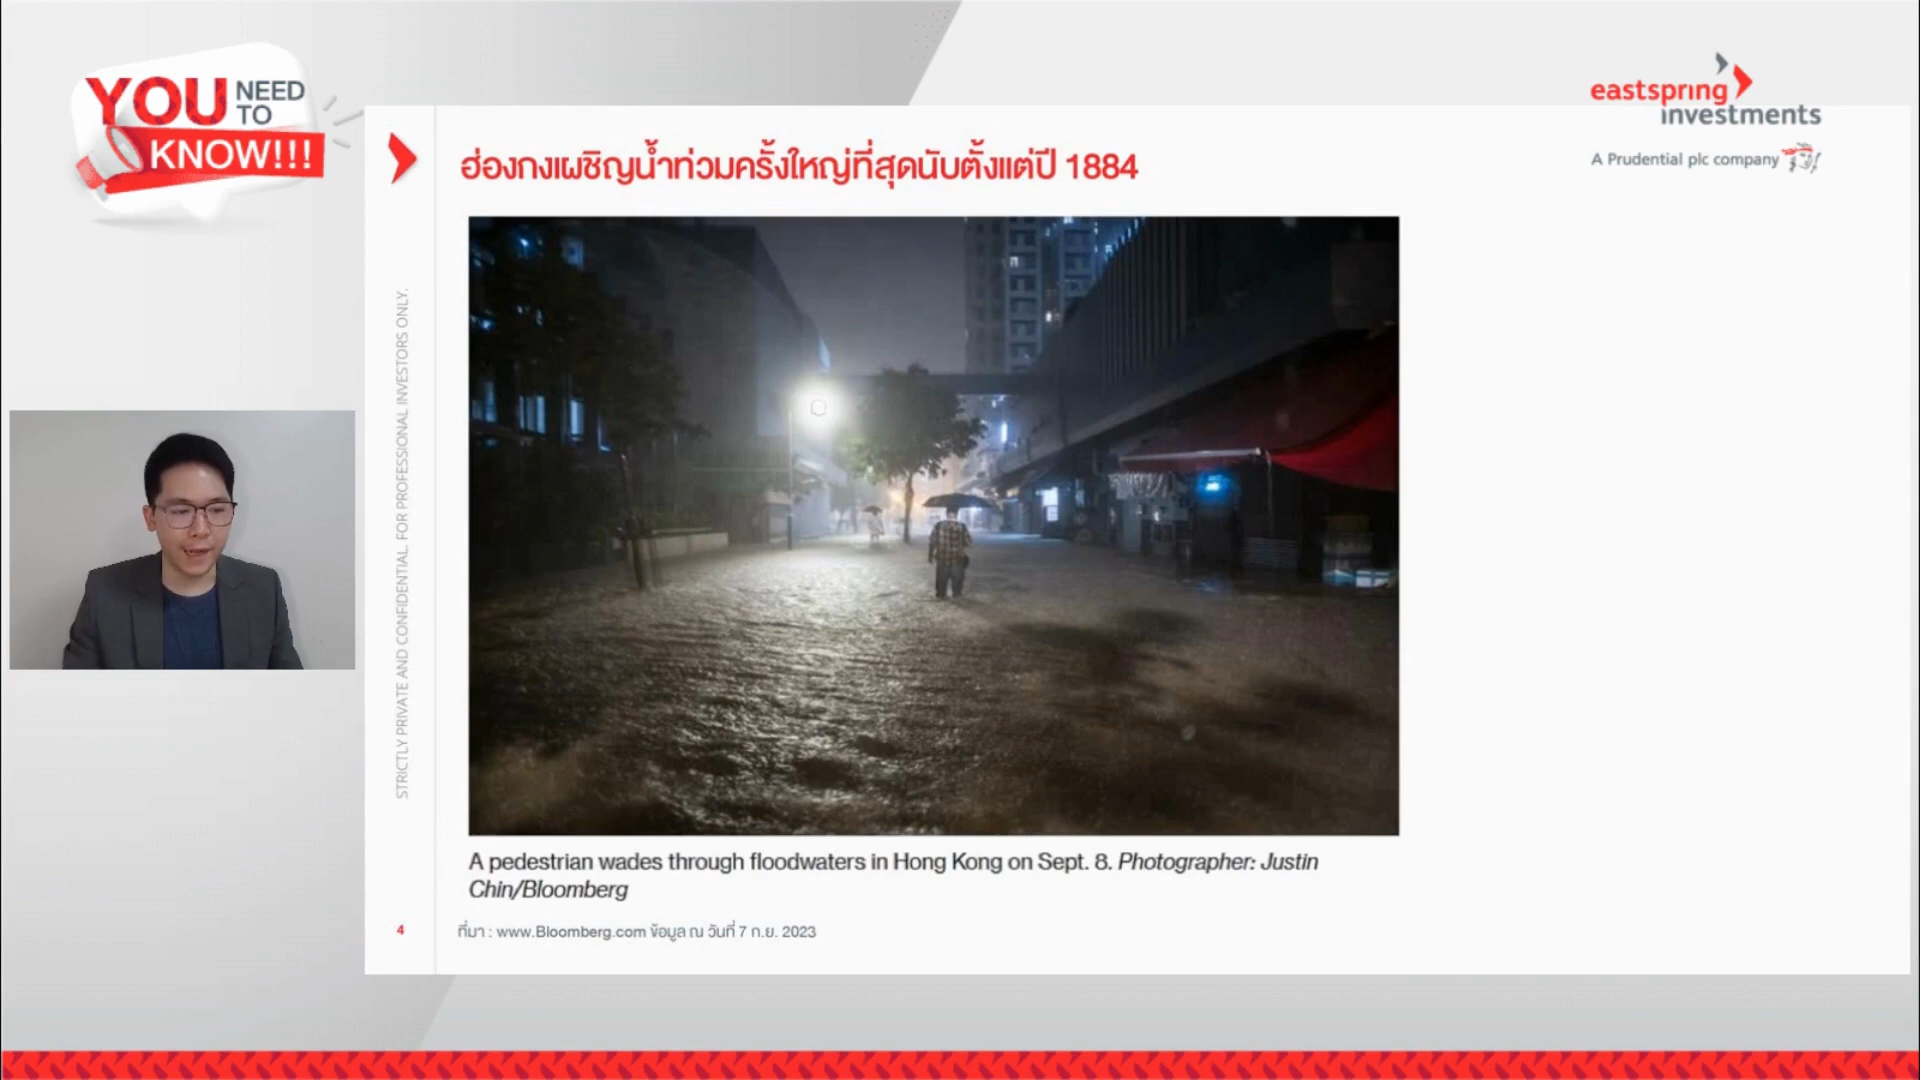 YOU NEED
TO
KNOW!!!
eastspring
investments
A Prudential plc company
ฮ่องกงเผชิญน้ำท่วมครั้งใหญ่ที่สุดนับตั้งแต่ปี 1884
STRICTLY PRIVATE AND CONFIDENTIAL. FOR PROFESSIONAL INVESTORS ONLY.
A pedestrian wades through floodwaters in Hong Kong on Sept. 8. Photographer: Justin
Chin/Bloomberg
4
ที่มา : www.Bloomberg.com ข้อมูล ณ วันที่ 7 ก.ย. 2023